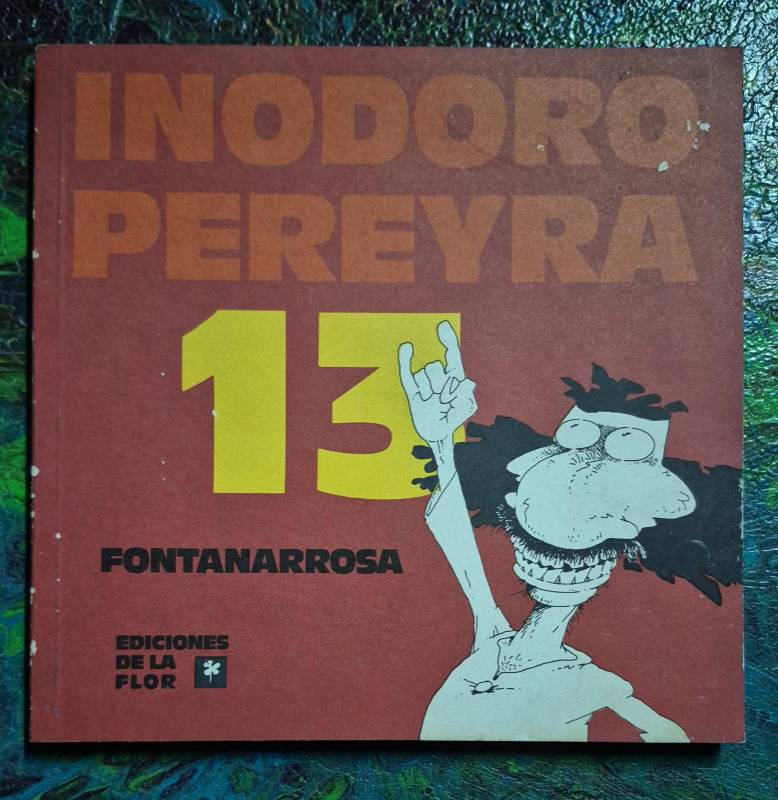 INODORO
PEREYRA
13
FONTANARROSA
EDICIONES
DE LA
FLOR